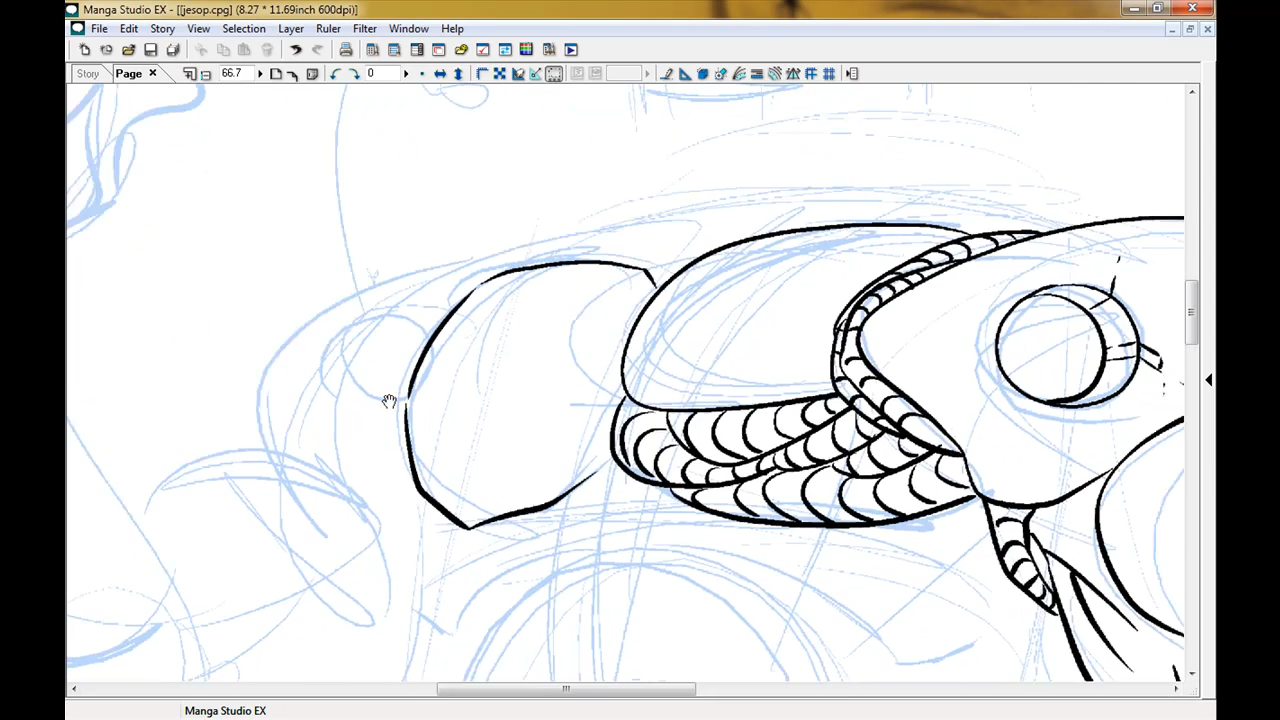 Manga Studio EX - [[jesop.cpg] (8.27 * 11.69inch 600dpi)]
File Edit Story View Selection Layer Ruler Filter Window Help
Story Page 66.7 0
Manga Studio EX